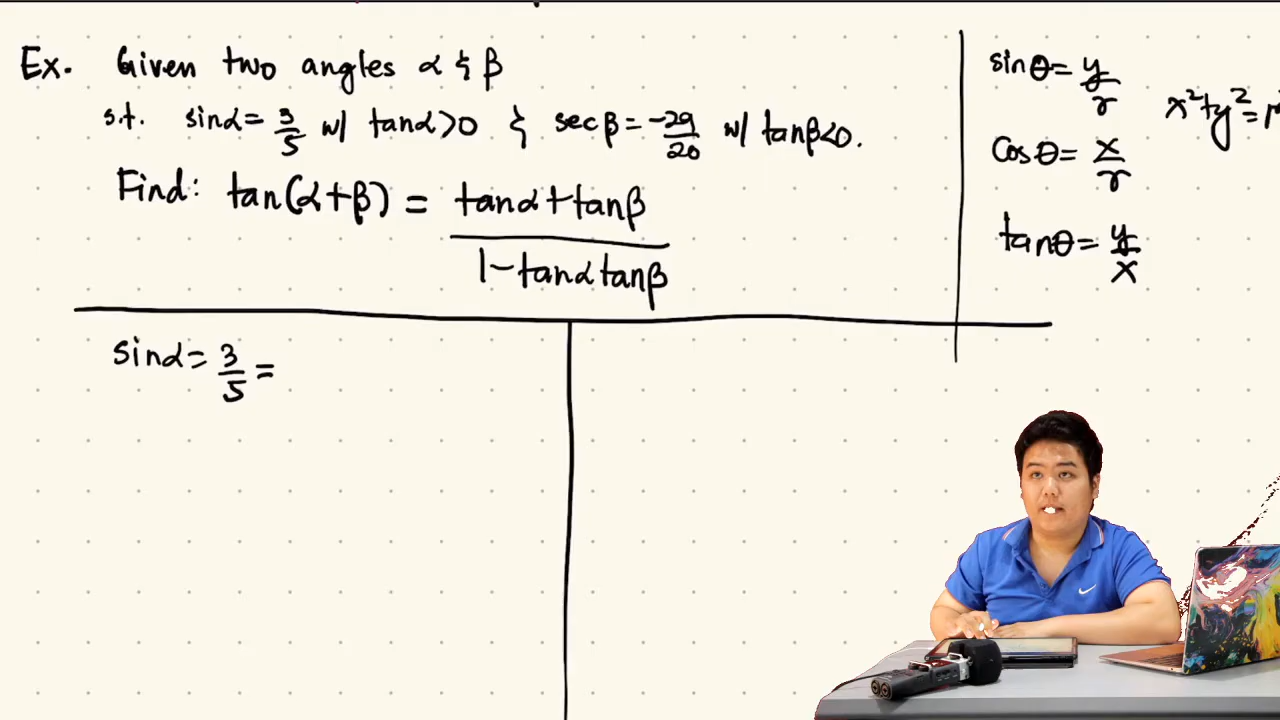 Ex. Given two angles α & β
s.t. sinα = 3/5 w/ tanα>0 & secβ = -29/20 w/ tanβ<0.
Find: tan(α+β) = tanα+tanβ / 1-tanαtanβ
sinθ = y/r
x²+y²=r²
cosθ = x/r
tanθ = y/x
sinα = 3/5 =